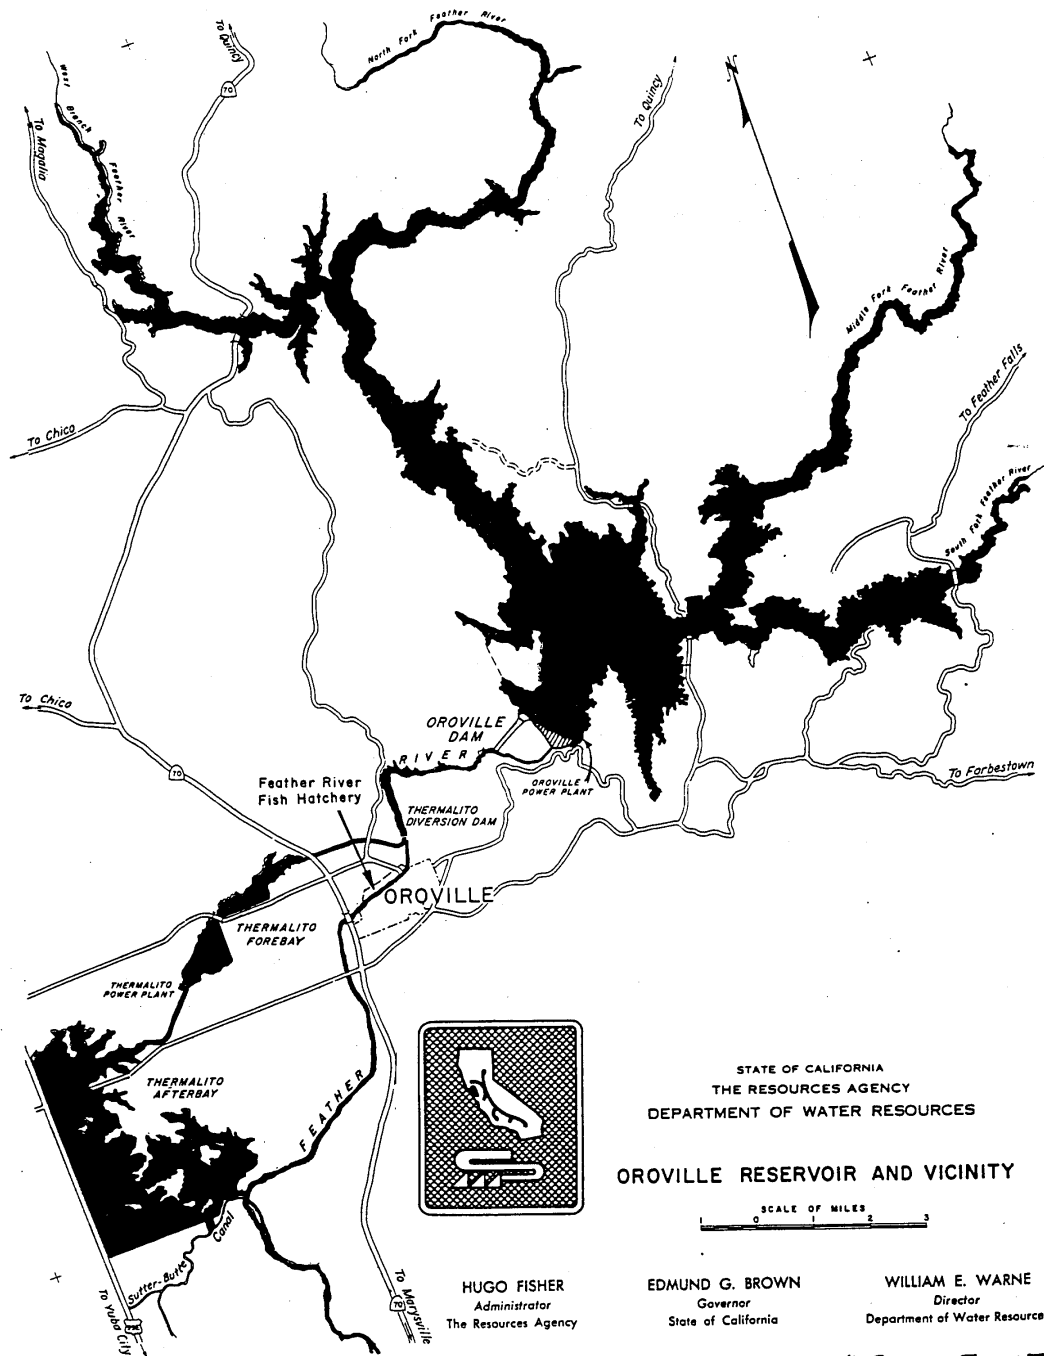 To Quincy
70
North Fork Feather River
West Branch Feather River
To Magalia
To Quincy
N
Middle Fork Feather River
To Feather Falls
South Fork Feather River
To Chico
To Chico
OROVILLE
DAM
RIVER
OROVILLE
POWER PLANT
To Forbestown
70
Feather River
Fish Hatchery
THERMALITO
DIVERSION DAM
OROVILLE
THERMALITO
FOREBAY
THERMALITO
POWER PLANT
THERMALITO
AFTERBAY
FEATHER
Sutter-Butte
Canal
To Yuba City
To Marysville
STATE OF CALIFORNIA
THE RESOURCES AGENCY
DEPARTMENT OF WATER RESOURCES
OROVILLE RESERVOIR AND VICINITY
SCALE OF MILES
1 0 1 2 3
HUGO FISHER
Administrator
The Resources Agency
EDMUND G. BROWN
Governor
State of California
WILLIAM E. WARNE
Director
Department of Water Resource